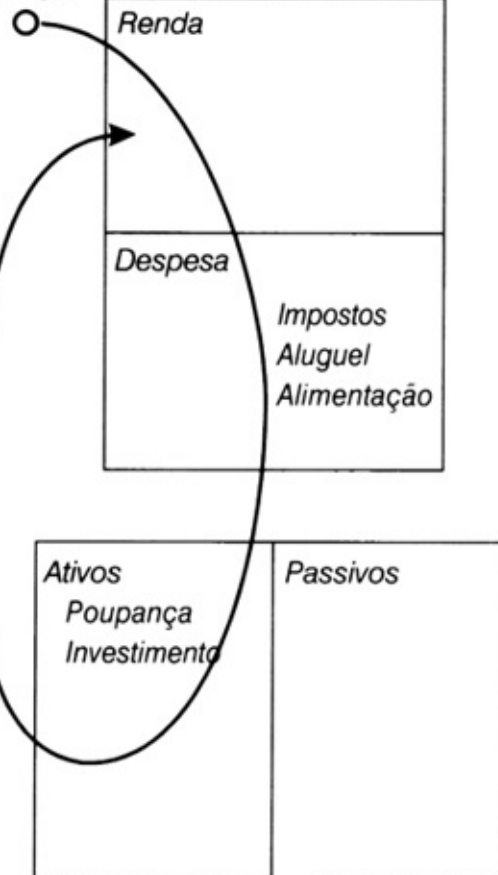 Renda
Despesa
Impostos
Aluguel
Alimentação
Ativos
Poupança
Investimento
Passivos